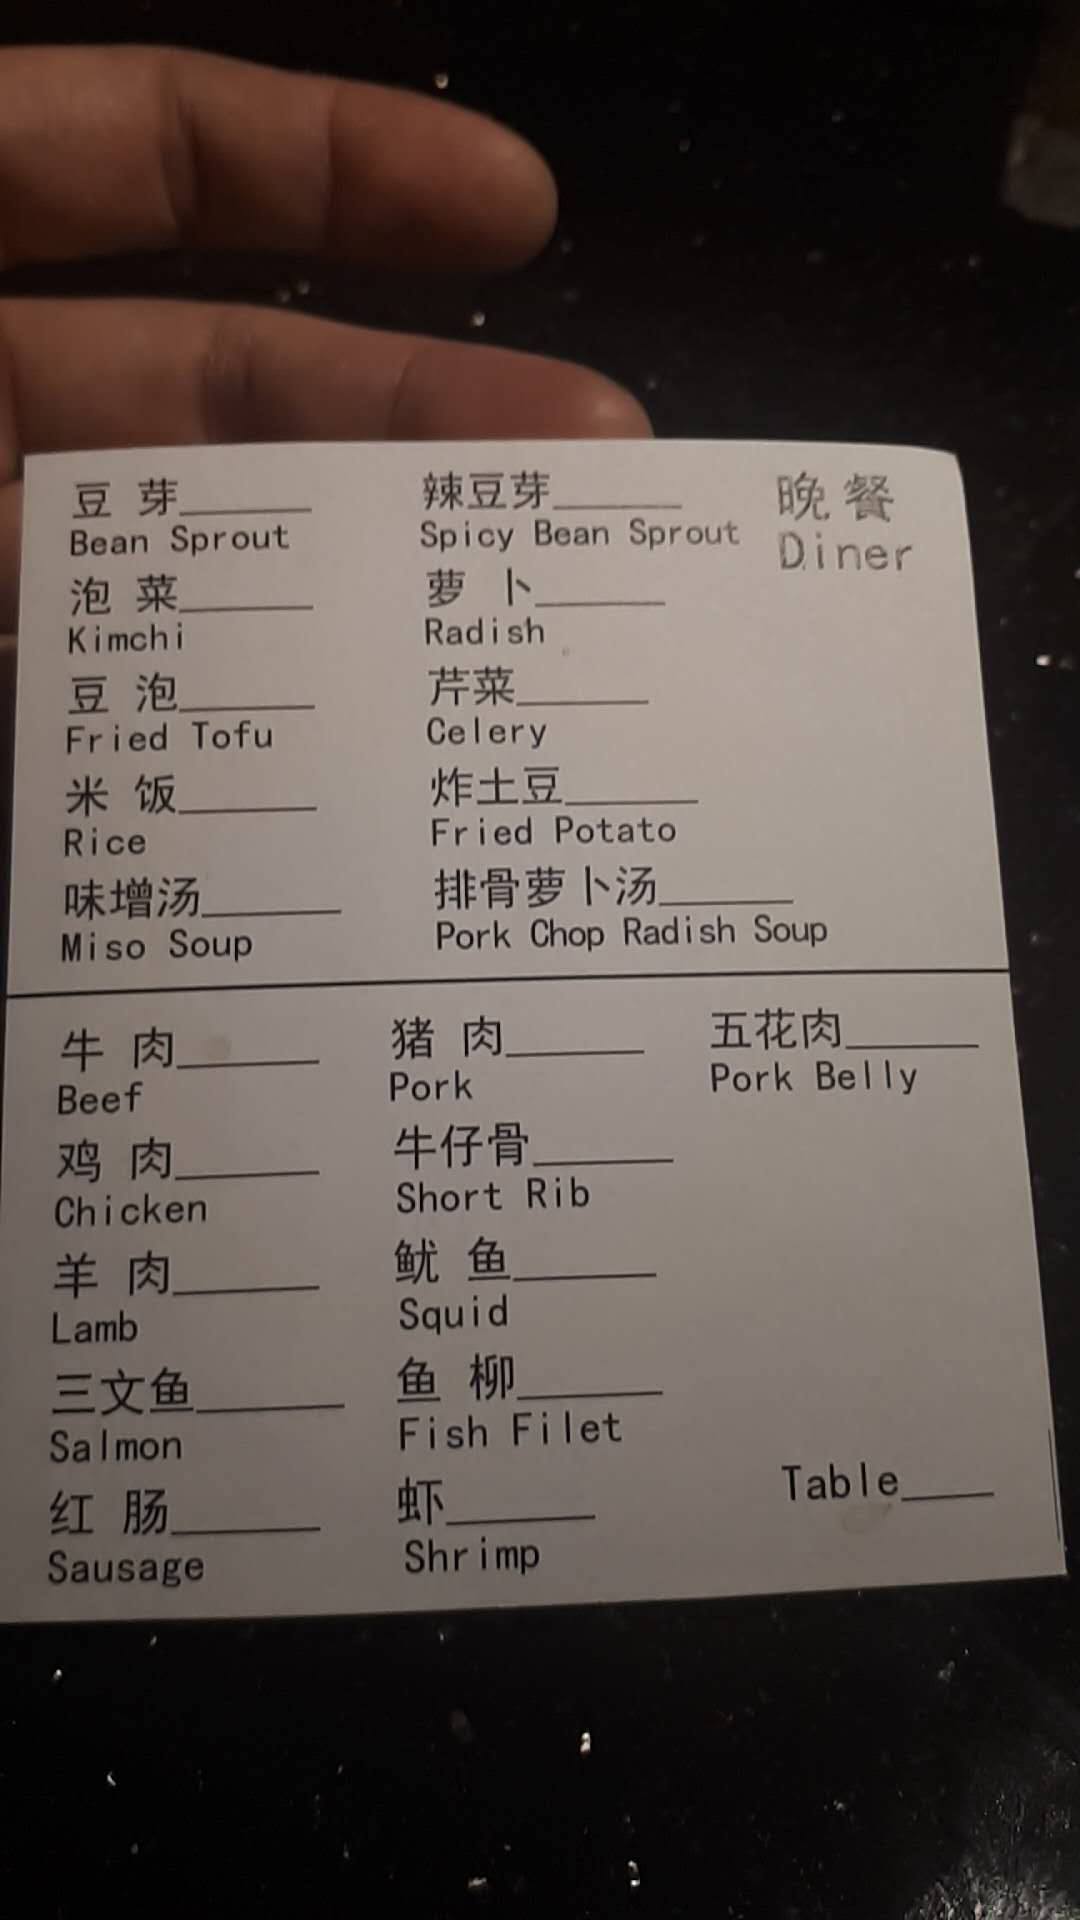 豆 芽______ 辣豆芽______ 晚餐
Bean Sprout Spicy Bean Sprout Diner
泡 菜______ 萝 卜______
Kimchi Radish
豆 泡______ 芹菜______
Fried Tofu Celery
米 饭______ 炸土豆______
Rice Fried Potato
味增汤______ 排骨萝卜汤______
Miso Soup Pork Chop Radish Soup
牛 肉______ 猪 肉______ 五花肉______
Beef Pork Pork Belly
鸡 肉______ 牛仔骨______
Chicken Short Rib
羊 肉______ 鱿 鱼______
Lamb Squid
三文鱼______ 鱼 柳______
Salmon Fish Filet
红 肠______ 虾______ Table____
Sausage Shrimp